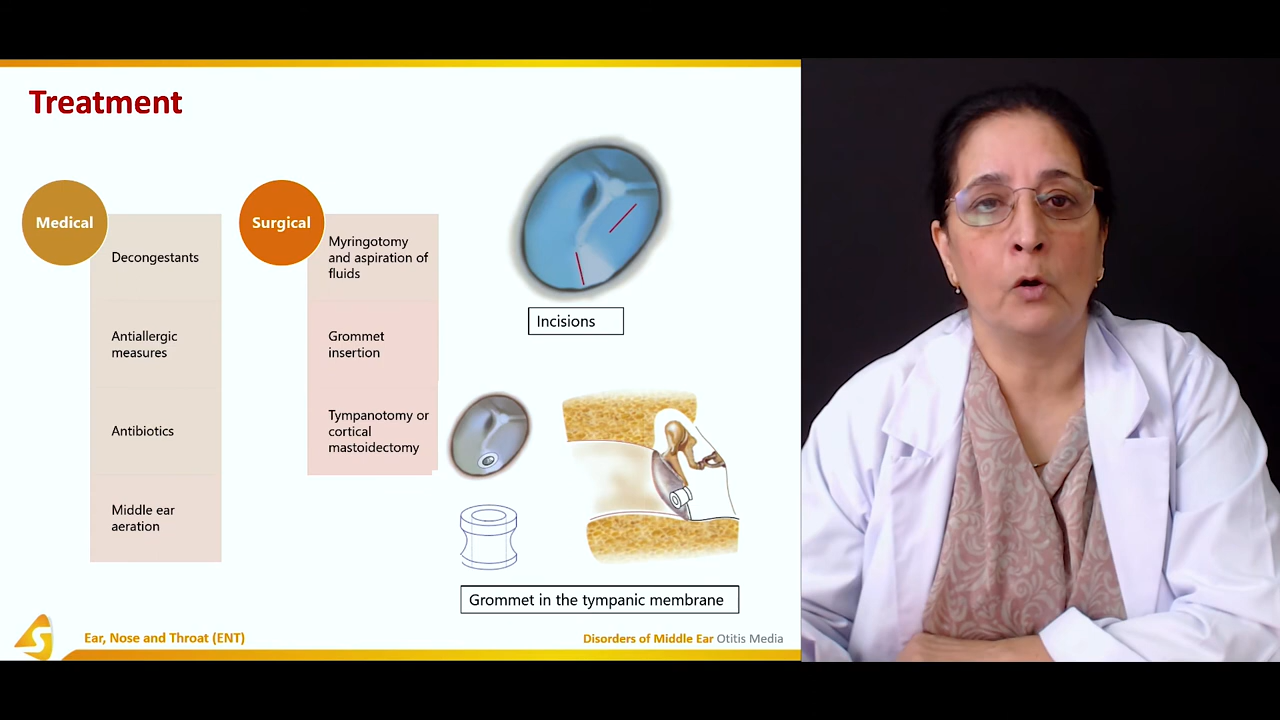 Treatment
Medical
Decongestants
Antiallergic
measures
Antibiotics
Middle ear
aeration
Surgical
Myringotomy
and aspiration of
fluids
Grommet
insertion
Tympanotomy or
cortical
mastoidectomy
Incisions
Grommet in the tympanic membrane
Ear, Nose and Throat (ENT)
Disorders of Middle Ear Otitis Media